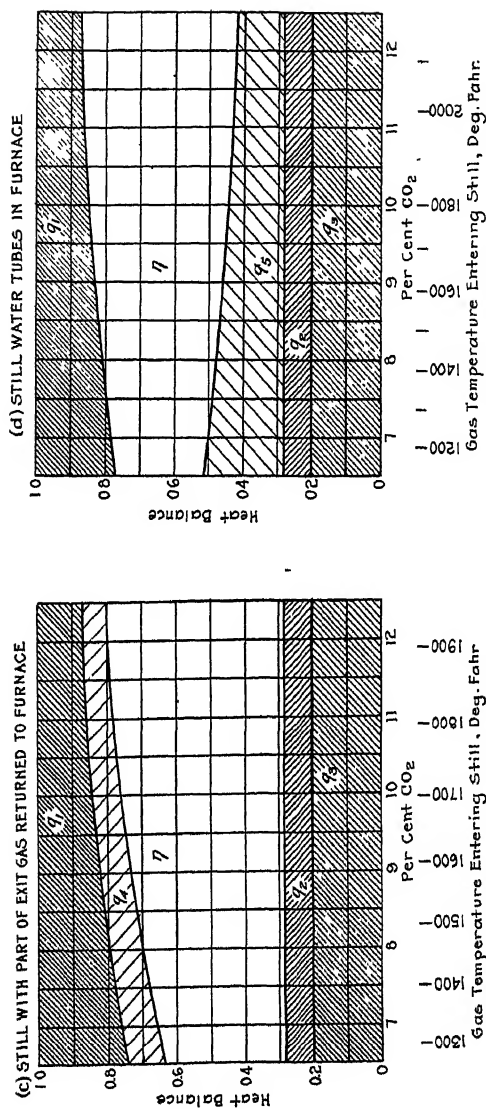 (c) STILL WITH PART OF EXIT GAS RETURNED TO FURNACE
Heat Balance
1 0
0.8
0.6
0.4
0.2
0
q1
q4
η
q2
q3
7
8
9
10
11
12
Per Cent CO2
1300
1400
1500
1600
1700
1800
1900
Gas Temperature Entering Still, Deg. Fahr
(d) STILL WATER TUBES IN FURNACE
Heat Balance
1 0
0.8
0.6
0.4
02
0
q1
η
q5
q3
7
8
9
10
11
12
Per Cent CO2
1200
1400
1600
1800
2000
Gas Temperature Entering Still, Deg. Fahr.